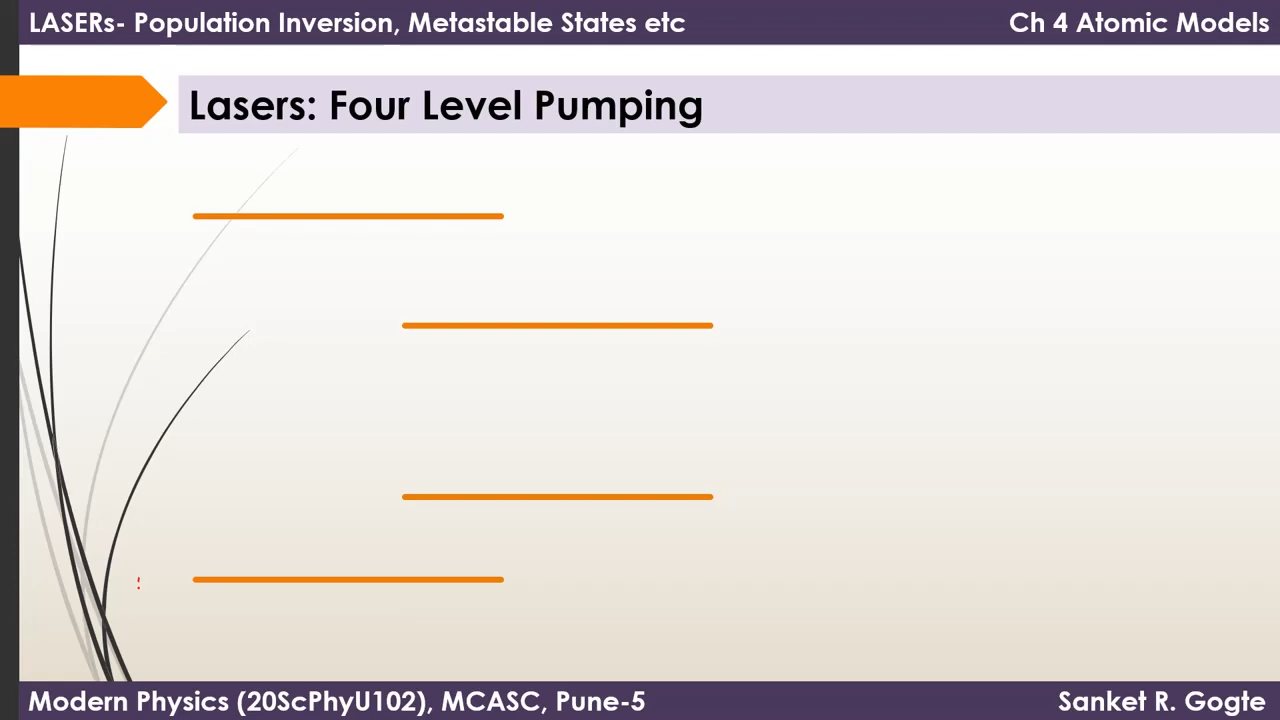 LASERs- Population Inversion, Metastable States etc
Ch 4 Atomic Models
Lasers: Four Level Pumping
Modern Physics (20ScPhyU102), MCASC, Pune-5
Sanket R. Gogte